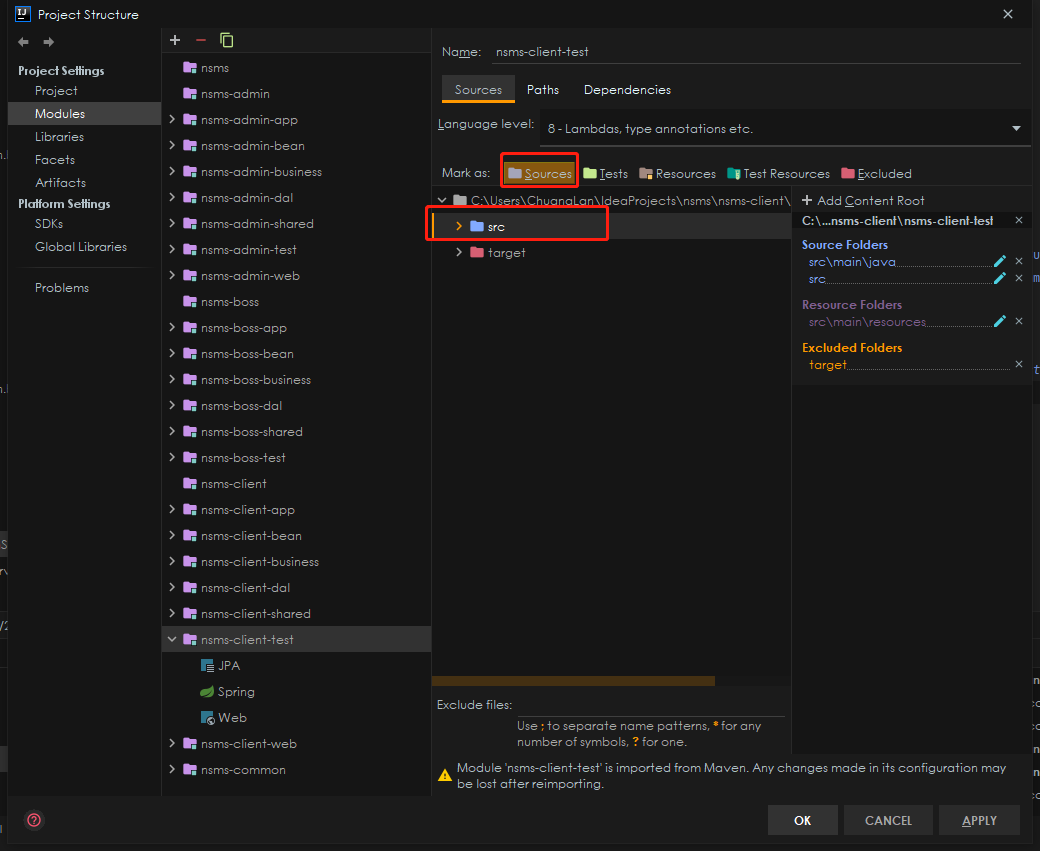 Project Structure
Project Settings
Project
Modules
Libraries
Facets
Artifacts
Platform Settings
SDKs
Global Libraries
Problems
nsms
nsms-admin
nsms-admin-app
nsms-admin-bean
nsms-admin-business
nsms-admin-dal
nsms-admin-shared
nsms-admin-test
nsms-admin-web
nsms-boss
nsms-boss-app
nsms-boss-bean
nsms-boss-business
nsms-boss-dal
nsms-boss-shared
nsms-boss-test
nsms-client
nsms-client-app
nsms-client-bean
nsms-client-business
nsms-client-dal
nsms-client-shared
nsms-client-test
JPA
Spring
Web
nsms-client-web
nsms-common
Name: nsms-client-test
Sources Paths Dependencies
Language level: 8 - Lambdas, type annotations etc.
Mark as: Sources Tests Resources Test Resources Excluded
C:\Users\ChuangLan\IdeaProjects\nsms\nsms-client\
src
target
+ Add Content Root
C:\...nsms-client\nsms-client-test
Source Folders
src\main\java
src
Resource Folders
src\main\resources
Excluded Folders
target
Exclude files:
Use ; to separate name patterns, * for any
number of symbols, ? for one.
Module 'nsms-client-test' is imported from Maven. Any changes made in its configuration may
be lost after reimporting.
OK CANCEL APPLY